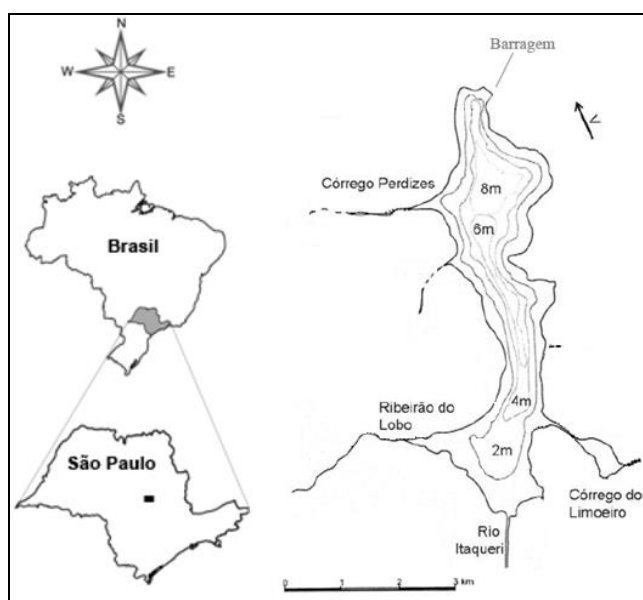 N
W
E
S
Brasil
São Paulo
Barragem
N
Córrego Perdizes
8m
6m
4m
2m
Ribeirão do
Lobo
Córrego do
Limoeiro
Rio
Itaqueri
0 1 2 3 km